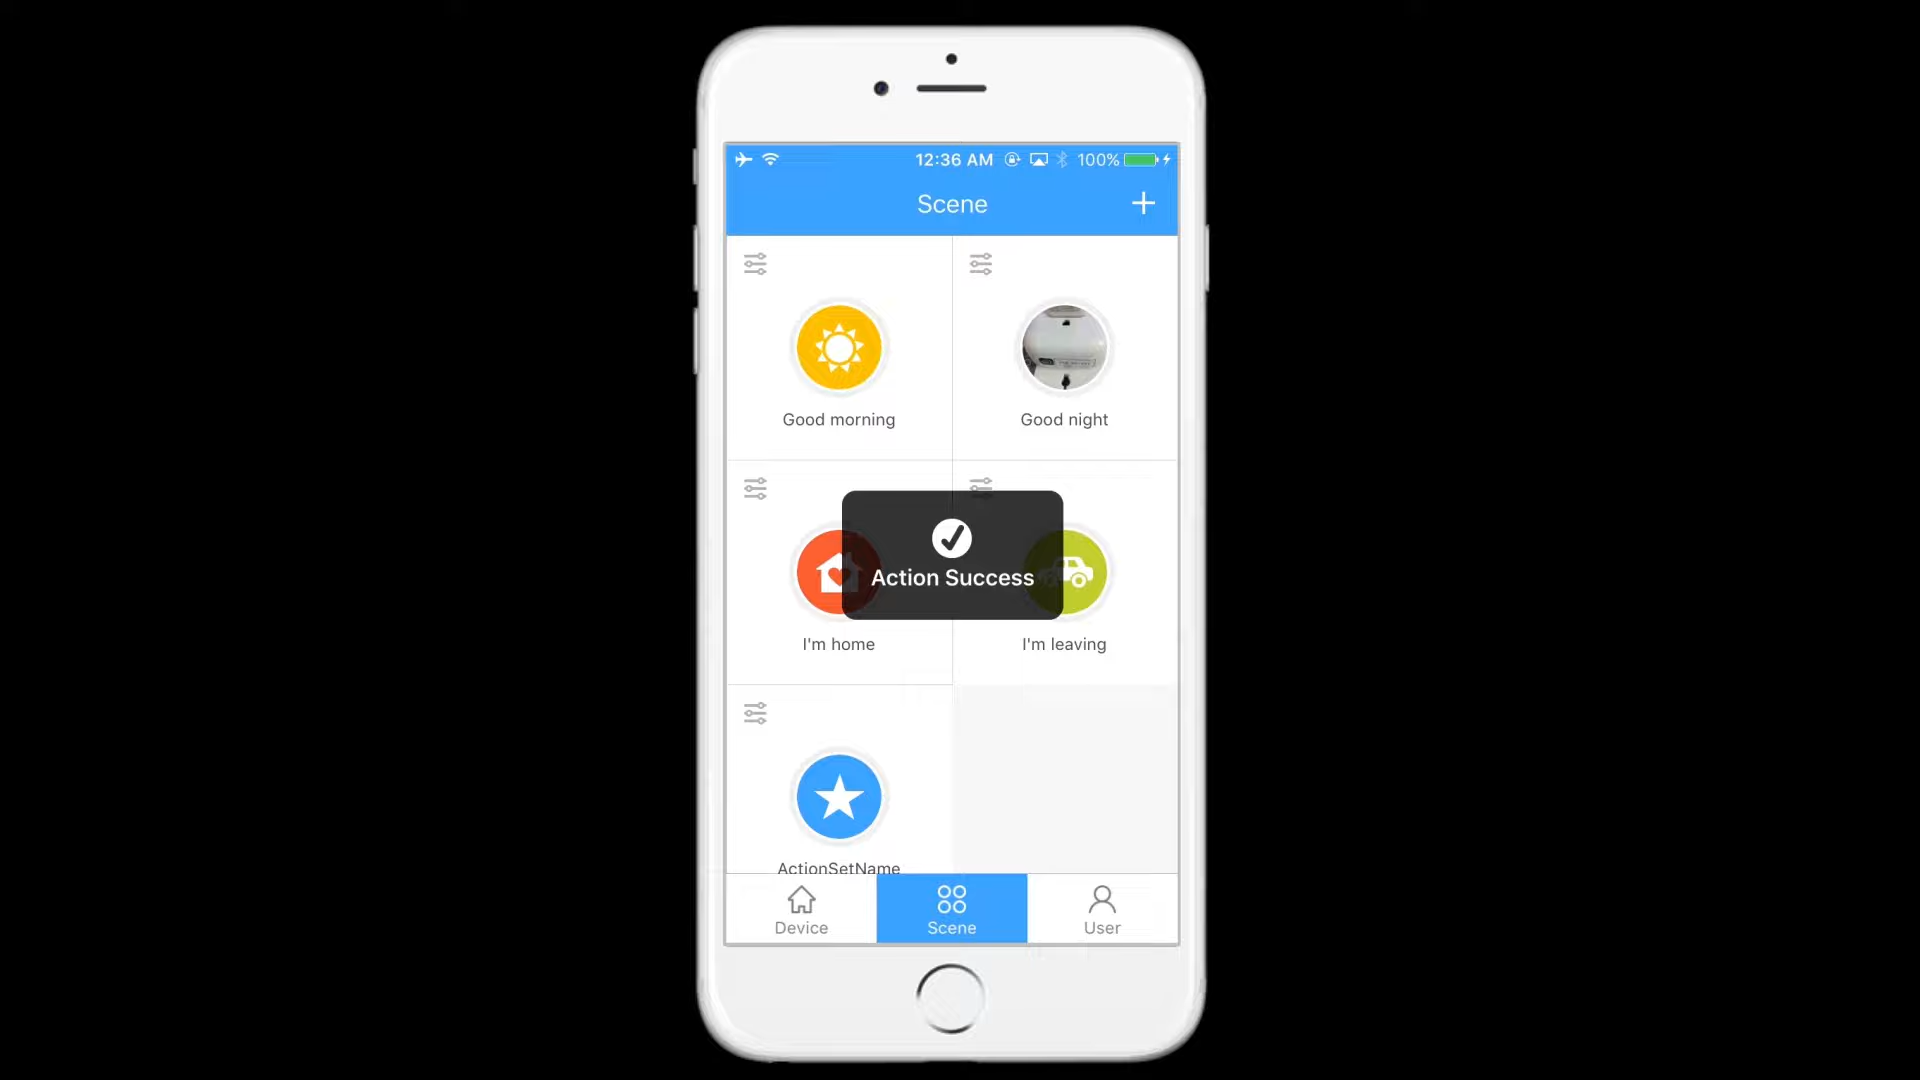 12:36 AM 100%
Scene
Good morning
Good night
Action Success
I'm home
I'm leaving
ActionSetName
Device
Scene
User